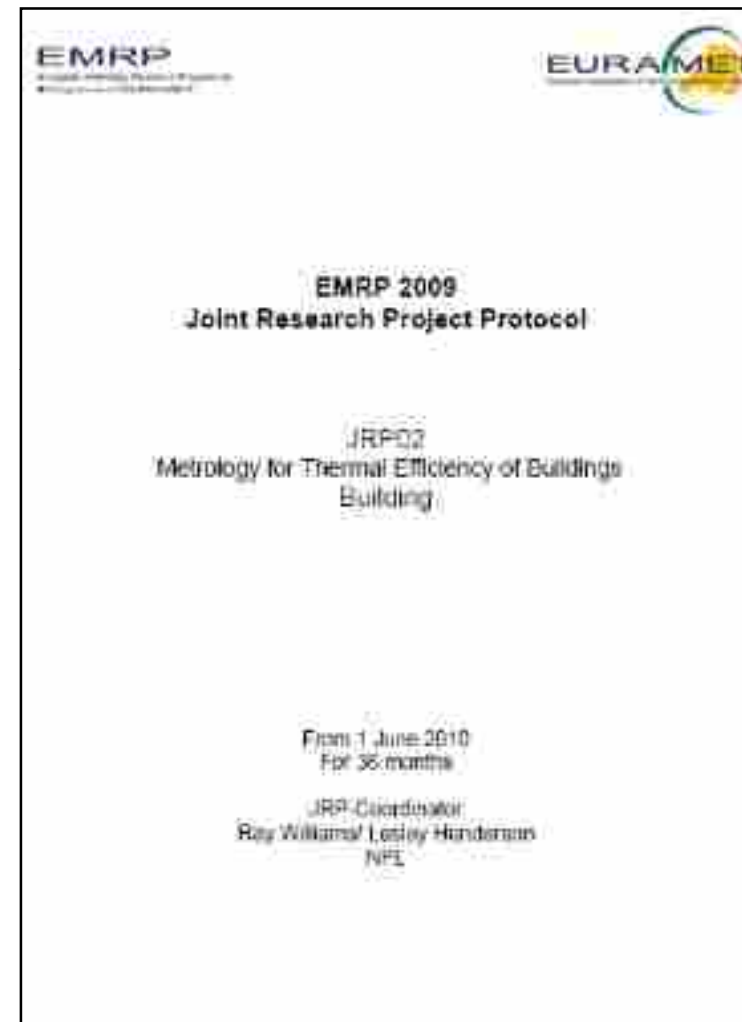 EMRP
EURAMET
EMRP 2009
Joint Research Project Protocol
JRP02
Metrology for Thermal Efficiency of Buildings
Building
From 1 June 2010
For 36 months
JRP-Coordinator
Ray Williams/ Lesley Henderson
NPL